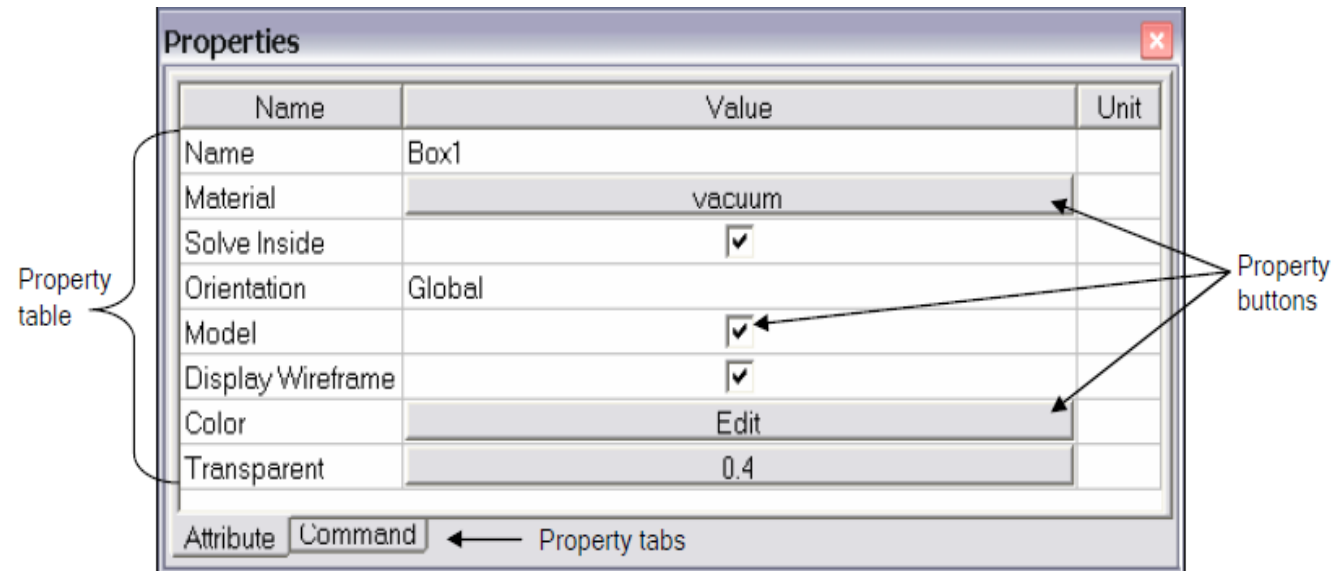 Properties
Name Value Unit
Name Box1
Material vacuum
Solve Inside
Orientation Global
Model
Display Wireframe
Color Edit
Transparent 0.4
Attribute Command
Property tabs
Property
table
Property
buttons